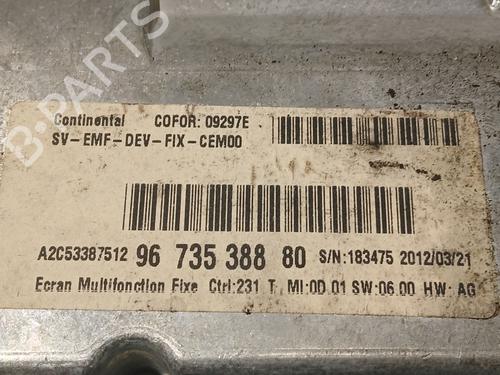 B-PARTS
Continental COFOR: 09297E
SV-EMF-DEV-FIX-CEM00
A2C53387512 96 735 388 80 S/N:183475 2012/03/21
Ecran Multifonction Fixe Ctrl:231 T MI:0D.01 SW:06.00 HW: AG